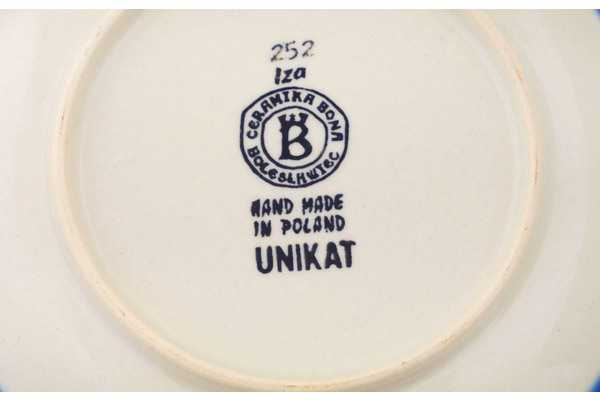 252
Iza
CERAMIKA BONA
B
BOLESŁAWIEC
HAND MADE
IN POLAND
UNIKAT